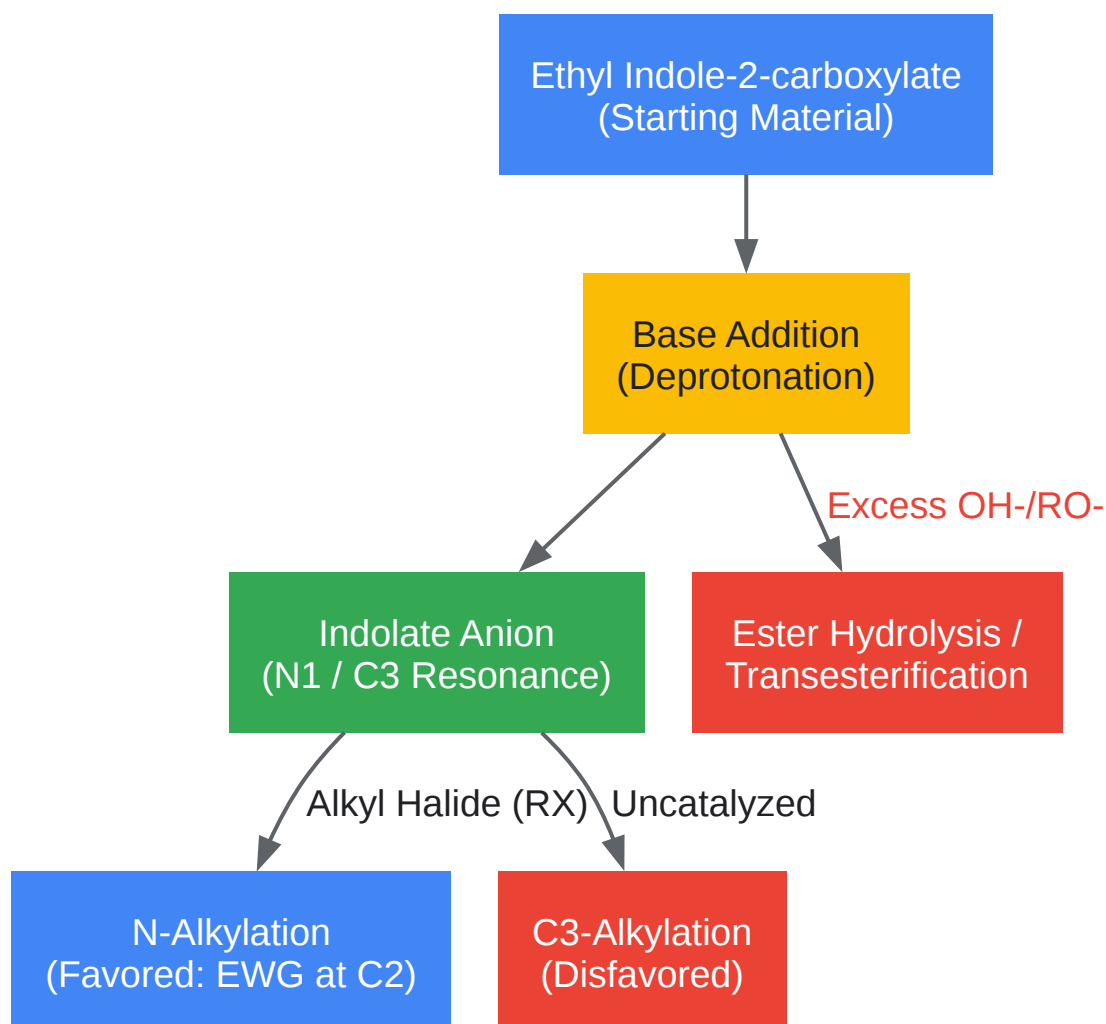 Ethyl Indole-2-carboxylate
(Starting Material)
Base Addition
(Deprotonation)
Excess OH-/RO-
Indolate Anion
(N1 / C3 Resonance)
Ester Hydrolysis /
Transesterification
Alkyl Halide (RX)
Uncatalyzed
N-Alkylation
(Favored: EWG at C2)
C3-Alkylation
(Disfavored)